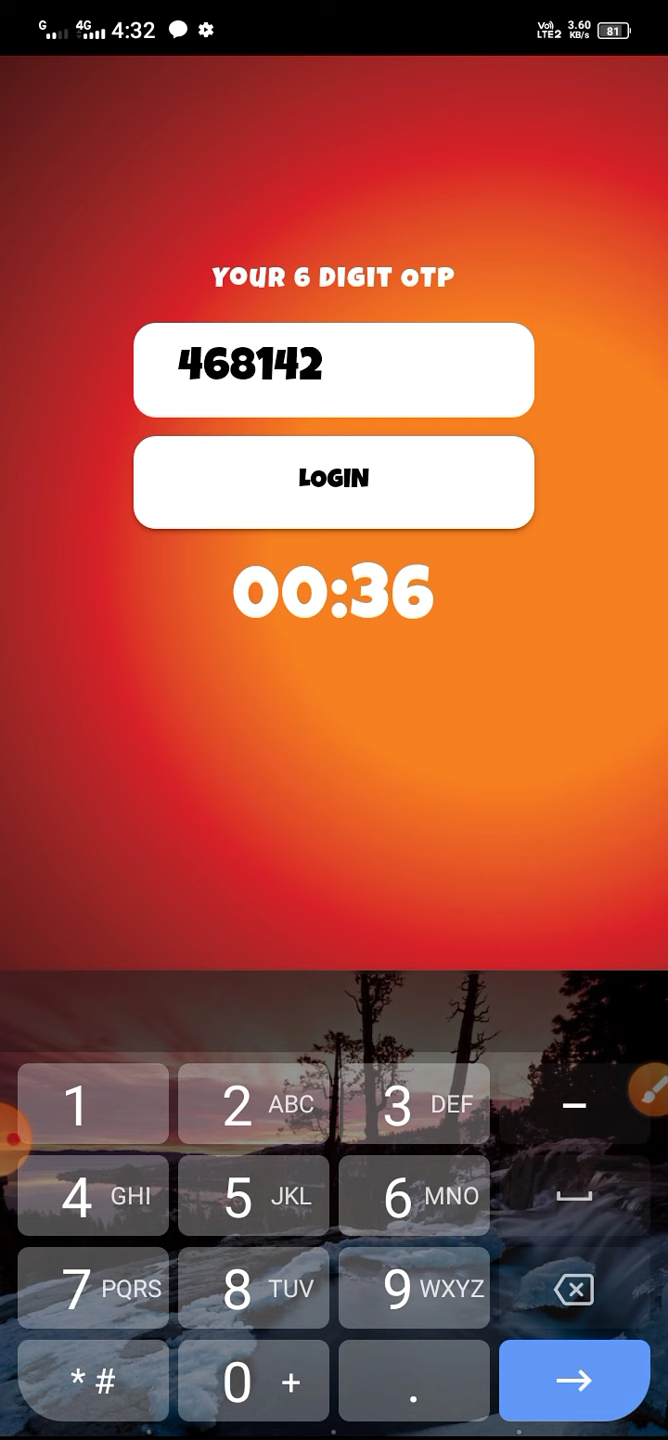 G 4G 4:32 Vo) LTE2 3.60 KB/s 81
YOUR 6 DIGIT OTP
468142
LOGIN
00:36
1 2 ABC 3 DEF –
4 GHI 5 JKL 6 MNO
7 PQRS 8 TUV 9 WXYZ
* # 0 + .